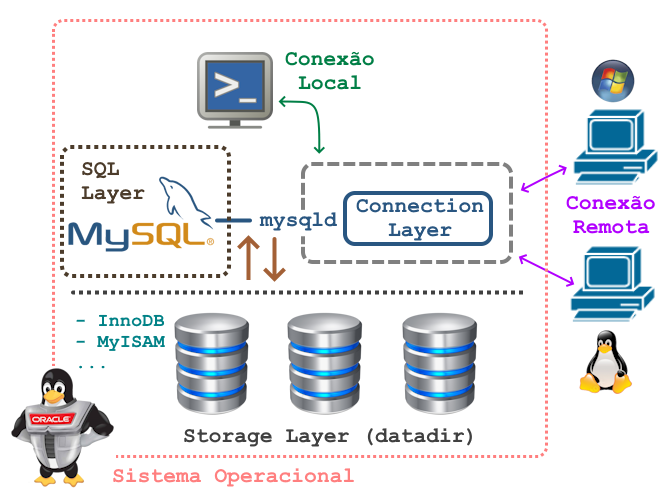 Conexão
Local
>_
SQL
Layer
MySQL®
mysqld
Connection
Layer
Conexão
Remota
- InnoDB
- MyISAM
...
Storage Layer (datadir)
ORACLE
Sistema Operacional